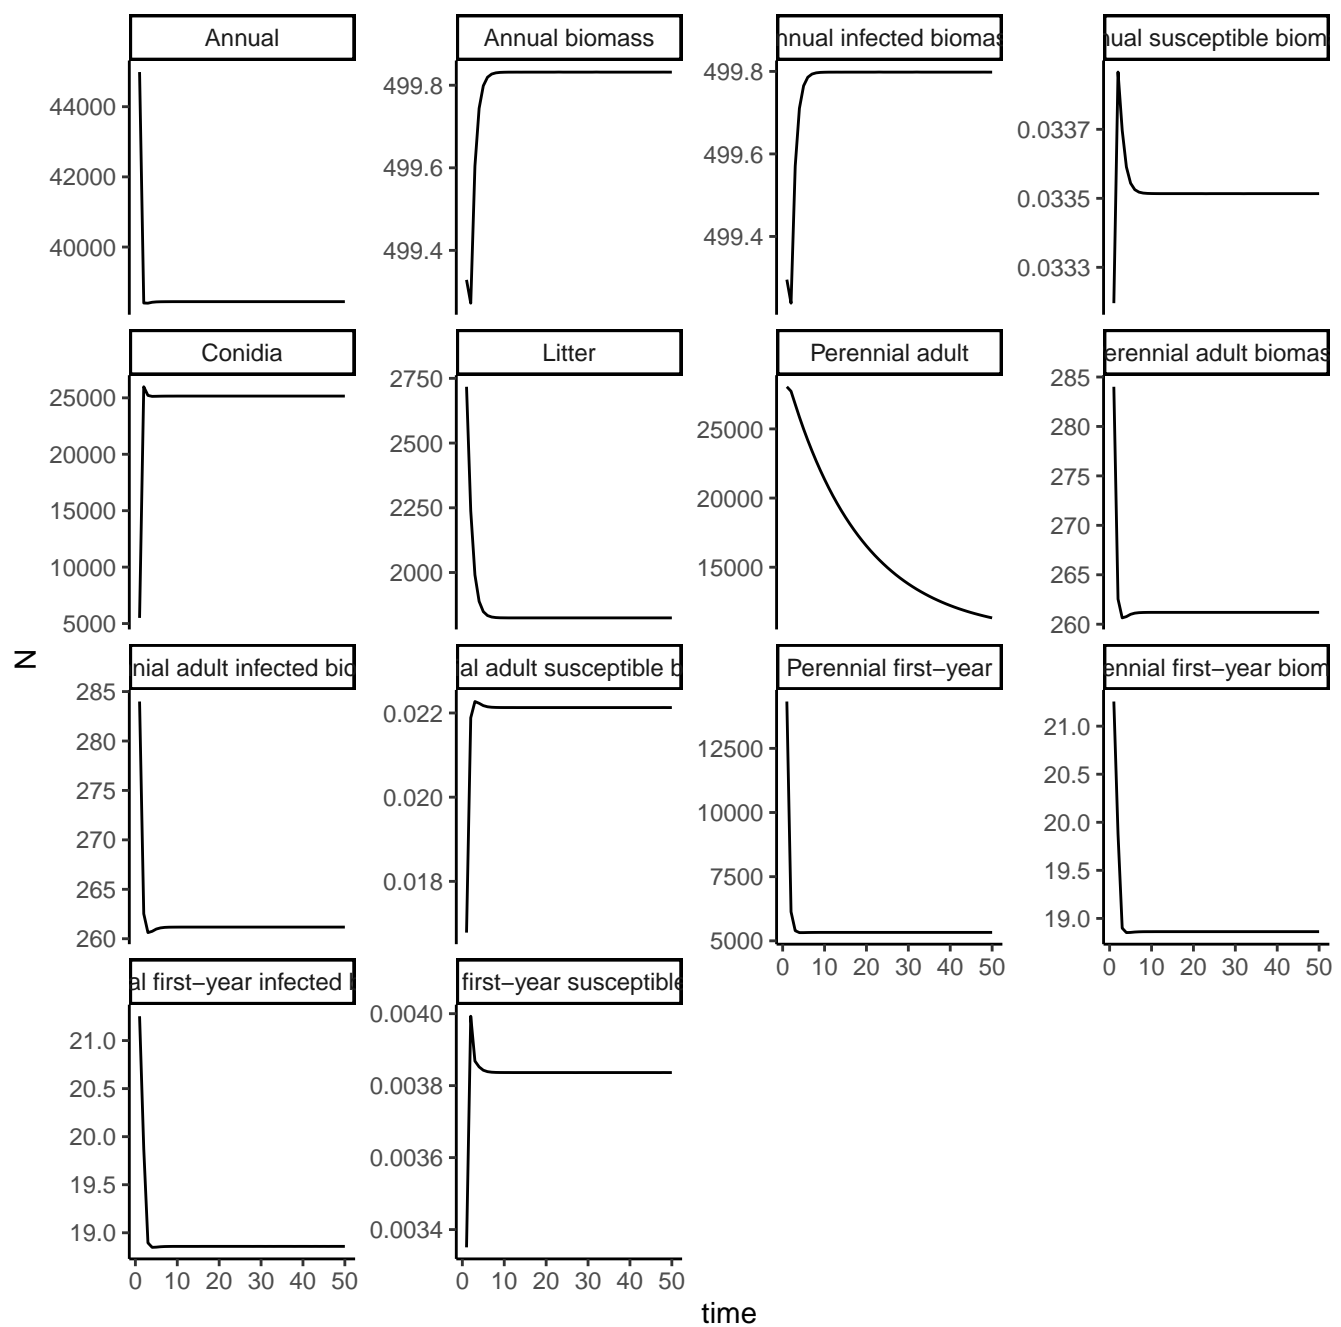 Annual
Annual biomass
nnual infected biomas
nual susceptible biom
44000
42000
40000
499.8
499.6
499.4
499.8
499.6
499.4
0.0337
0.0335
0.0333
Conidia
Litter
Perennial adult
erennial adult biomas
25000
20000
15000
10000
5000
2750
2500
2250
2000
25000
20000
15000
285
280
275
270
265
260
N
nial adult infected bio
al adult susceptible b
Perennial first−year
ennial first−year biom
285
280
275
270
265
260
0.022
0.020
0.018
12500
10000
7500
5000
21.0
20.5
20.0
19.5
19.0
0 10 20 30 40 50
0 10 20 30 40 50
al first−year infected b
first−year susceptible
21.0
20.5
20.0
19.5
19.0
0.0040
0.0038
0.0036
0.0034
0 10 20 30 40 50
0 10 20 30 40 50
time